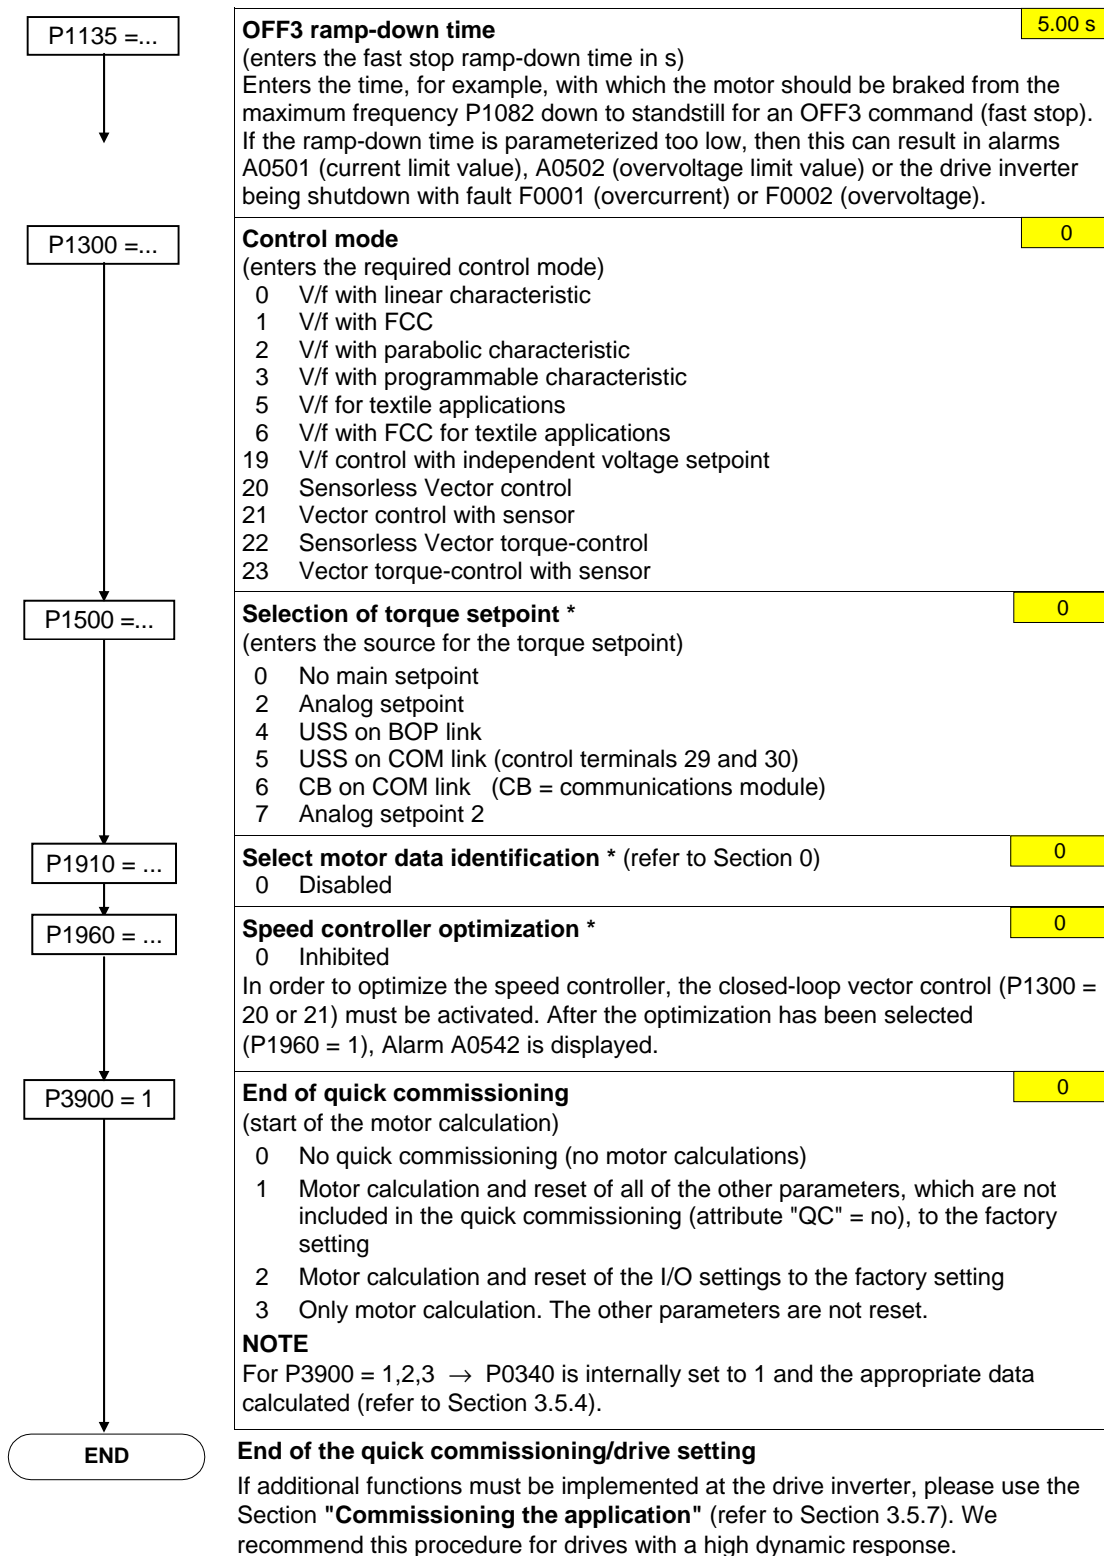 P1135 =...
OFF3 ramp-down time
5.00 s
(enters the fast stop ramp-down time in s)
Enters the time, for example, with which the motor should be braked from the
maximum frequency P1082 down to standstill for an OFF3 command (fast stop).
If the ramp-down time is parameterized too low, then this can result in alarms
A0501 (current limit value), A0502 (overvoltage limit value) or the drive inverter
being shutdown with fault F0001 (overcurrent) or F0002 (overvoltage).
P1300 =...
Control mode
0
(enters the required control mode)
0 V/f with linear characteristic
1 V/f with FCC
2 V/f with parabolic characteristic
3 V/f with programmable characteristic
5 V/f for textile applications
6 V/f with FCC for textile applications
19 V/f control with independent voltage setpoint
20 Sensorless Vector control
21 Vector control with sensor
22 Sensorless Vector torque-control
23 Vector torque-control with sensor
P1500 =...
Selection of torque setpoint *
0
(enters the source for the torque setpoint)
0 No main setpoint
2 Analog setpoint
4 USS on BOP link
5 USS on COM link (control terminals 29 and 30)
6 CB on COM link (CB = communications module)
7 Analog setpoint 2
P1910 = ...
Select motor data identification * (refer to Section 0)
0
0 Disabled
P1960 = ...
Speed controller optimization *
0
0 Inhibited
In order to optimize the speed controller, the closed-loop vector control (P1300 =
20 or 21) must be activated. After the optimization has been selected
(P1960 = 1), Alarm A0542 is displayed.
P3900 = 1
End of quick commissioning
0
(start of the motor calculation)
0 No quick commissioning (no motor calculations)
1 Motor calculation and reset of all of the other parameters, which are not
included in the quick commissioning (attribute "QC" = no), to the factory
setting
2 Motor calculation and reset of the I/O settings to the factory setting
3 Only motor calculation. The other parameters are not reset.
NOTE
For P3900 = 1,2,3 → P0340 is internally set to 1 and the appropriate data
calculated (refer to Section 3.5.4).
END
End of the quick commissioning/drive setting
If additional functions must be implemented at the drive inverter, please use the
Section "Commissioning the application" (refer to Section 3.5.7). We
recommend this procedure for drives with a high dynamic response.